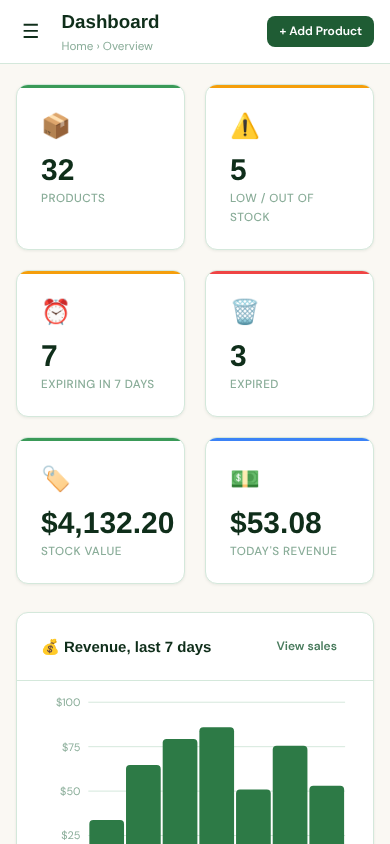 Dashboard
Home › Overview
+ Add Product
32
PRODUCTS
5
LOW / OUT OF
STOCK
7
EXPIRING IN 7 DAYS
3
EXPIRED
$4,132.20
STOCK VALUE
$53.08
TODAY'S REVENUE
Revenue, last 7 days
View sales
$100
$75
$50
$25